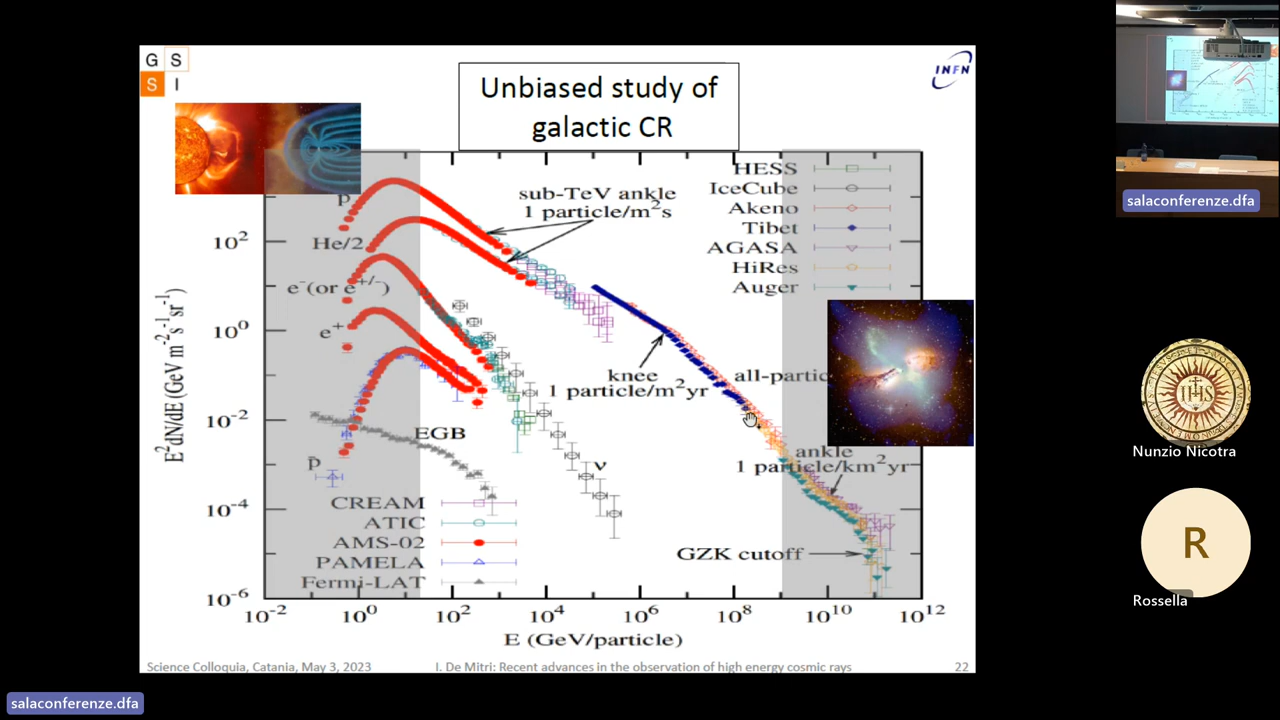 G S
S I
INFN
Unbiased study of
galactic CR
HESS
IceCube
Akeno
Tibet
AGASA
HiRes
Auger
sub-TeV ankle
1 particle/m²s
p
He/2
e⁻(or e⁺/⁻)
e⁺
p̄
EGB
ν
knee
1 particle/m²yr
all-partic
ankle
1 particle/km²yr
GZK cutoff
CREAM
ATIC
AMS-02
PAMELA
Fermi-LAT
E²dN/dE (GeV m⁻²s⁻¹sr⁻¹)
10²
10⁰
10⁻²
10⁻⁴
10⁻⁶
10⁻² 10⁰ 10² 10⁴ 10⁶ 10⁸ 10¹⁰ 10¹²
E (GeV/particle)
Science Colloquia, Catania, May 3, 2023 I. De Mitri: Recent advances in the observation of high energy cosmic rays 22
salaconferenze.dfa
IHS
Nunzio Nicotra
R
Rossella
salaconferenze.dfa